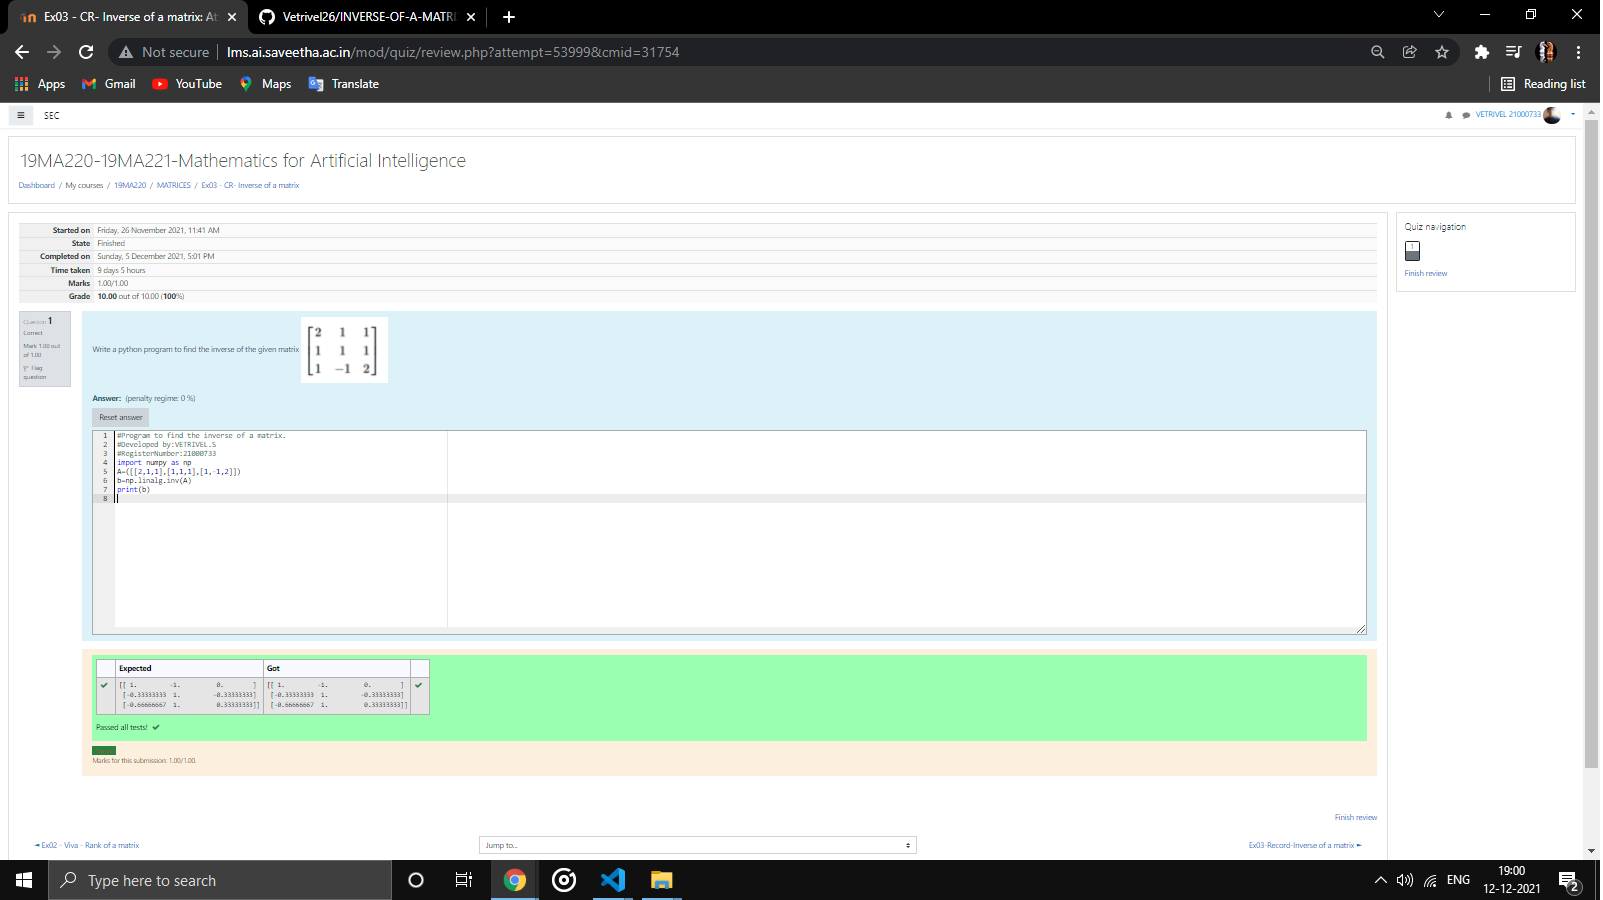 Ex03 - CR- Inverse of a matrix: At
Vetrivel26/INVERSE-OF-A-MATRI
Not secure
lms.ai.saveetha.ac.in/mod/quiz/review.php?attempt=53999&cmid=31754
Apps
Gmail
YouTube
Maps
Translate
Reading list
SEC
VETRIVEL 21000733
19MA220-19MA221-Mathematics for Artificial Intelligence
Dashboard / My courses / 19MA220 / MATRICES / Ex03 - CR- Inverse of a matrix
Started on Friday, 26 November 2021, 11:41 AM
State Finished
Completed on Sunday, 5 December 2021, 5:01 PM
Time taken 9 days 5 hours
Marks 1.00/1.00
Grade 10.00 out of 10.00 (100%)
Quiz navigation
1
Finish review
Question 1
Correct
Mark 1.00 out
of 1.00
Flag
question
Write a python program to find the inverse of the given matrix
2 1 1
1 1 1
1 -1 2
Answer: (penalty regime: 0 %)
Reset answer
1 #Program to find the inverse of a matrix.
2 #Developed by:VETRIVEL.S
3 #RegisterNumber:21000733
4 import numpy as np
5 A=([[2,1,1],[1,1,1],[1,-1,2]])
6 b=np.linalg.inv(A)
7 print(b)
8
Expected Got
[[ 1. -1. 0. ] [[ 1. -1. 0. ]
[-0.33333333 1. -0.33333333] [-0.33333333 1. -0.33333333]
[-0.66666667 1. 0.33333333]] [-0.66666667 1. 0.33333333]]
Passed all tests!
Marks for this submission: 1.00/1.00.
Finish review
◄ Ex02 - Viva - Rank of a matrix
Jump to...
Ex03-Record-Inverse of a matrix ►
Type here to search
ENG
19:00
12-12-2021
2